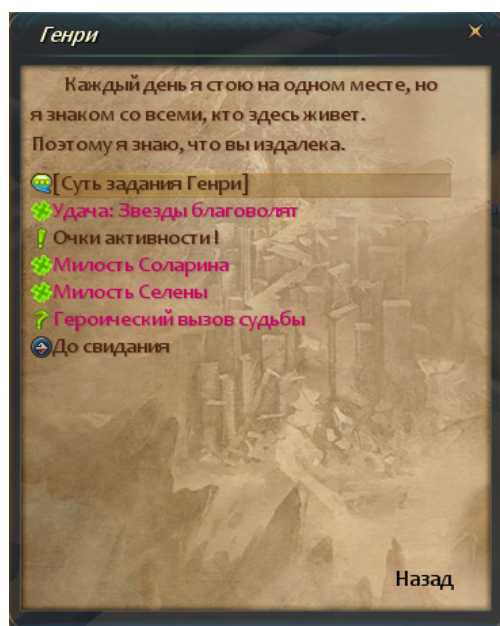 Генри
Каждый день я стою на одном месте, но
я знаком со всеми, кто здесь живет.
Поэтому я знаю, что вы издалека.
[Суть задания Генри]
Удача: Звезды благоволят
Очки активности I
Милость Соларина
Милость Селены
Героический вызов судьбы
До свидания
Назад